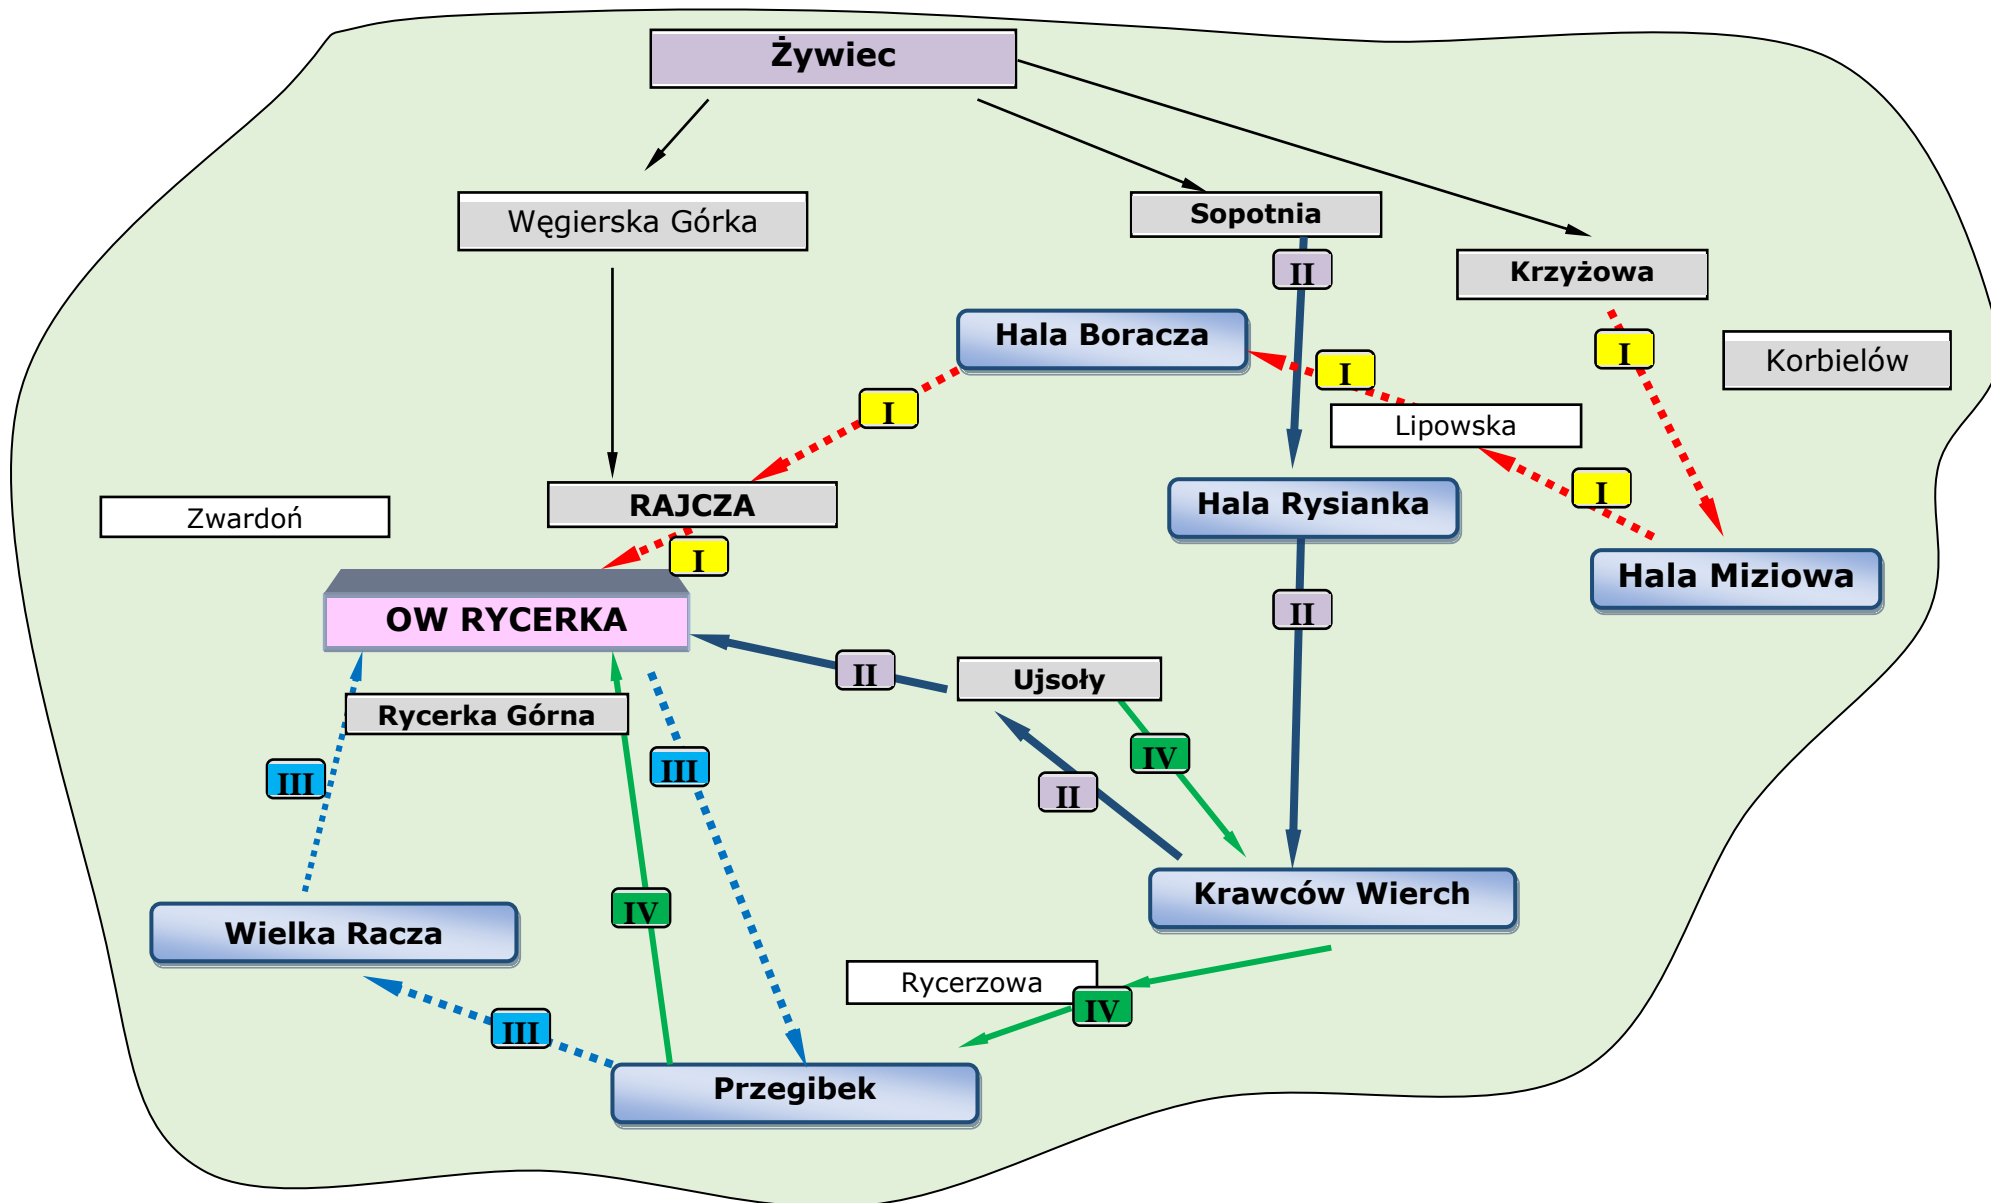 Żywiec
Węgierska Górka
Sopotnia
II
Krzyżowa
Hala Boracza
I
I
Korbielów
I
Lipowska
Hala Rysianka
I
RAJCZA
Zwardoń
I
Hala Miziowa
OW RYCERKA
II
II
Ujsoły
Rycerka Górna
IV
III
III
II
Krawców Wierch
IV
Wielka Racza
Rycerzowa
IV
III
Przegibek